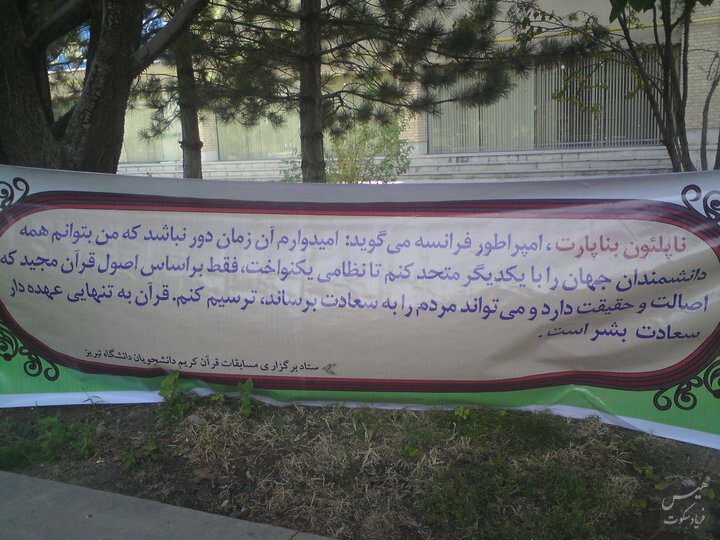 ناپلئون بناپارت، امپراطور فرانسه می‌گوید: امیدوارم آن زمان دور نباشد که من بتوانم همه
دانشمندان جهان را با یکدیگر متحد کنم تا نظامی یکنواخت، فقط براساس اصول قرآن مجید که
اصالت و حقیقت دارد و می‌تواند مردم را به سعادت برساند، ترسیم کنم. قرآن به تنهایی عهده دار
سعادت بشر است.
ستاد برگزاری مسابقات قرآن کریم دانشجویان دانشگاه تبریز
هیس
فریاد سکوت